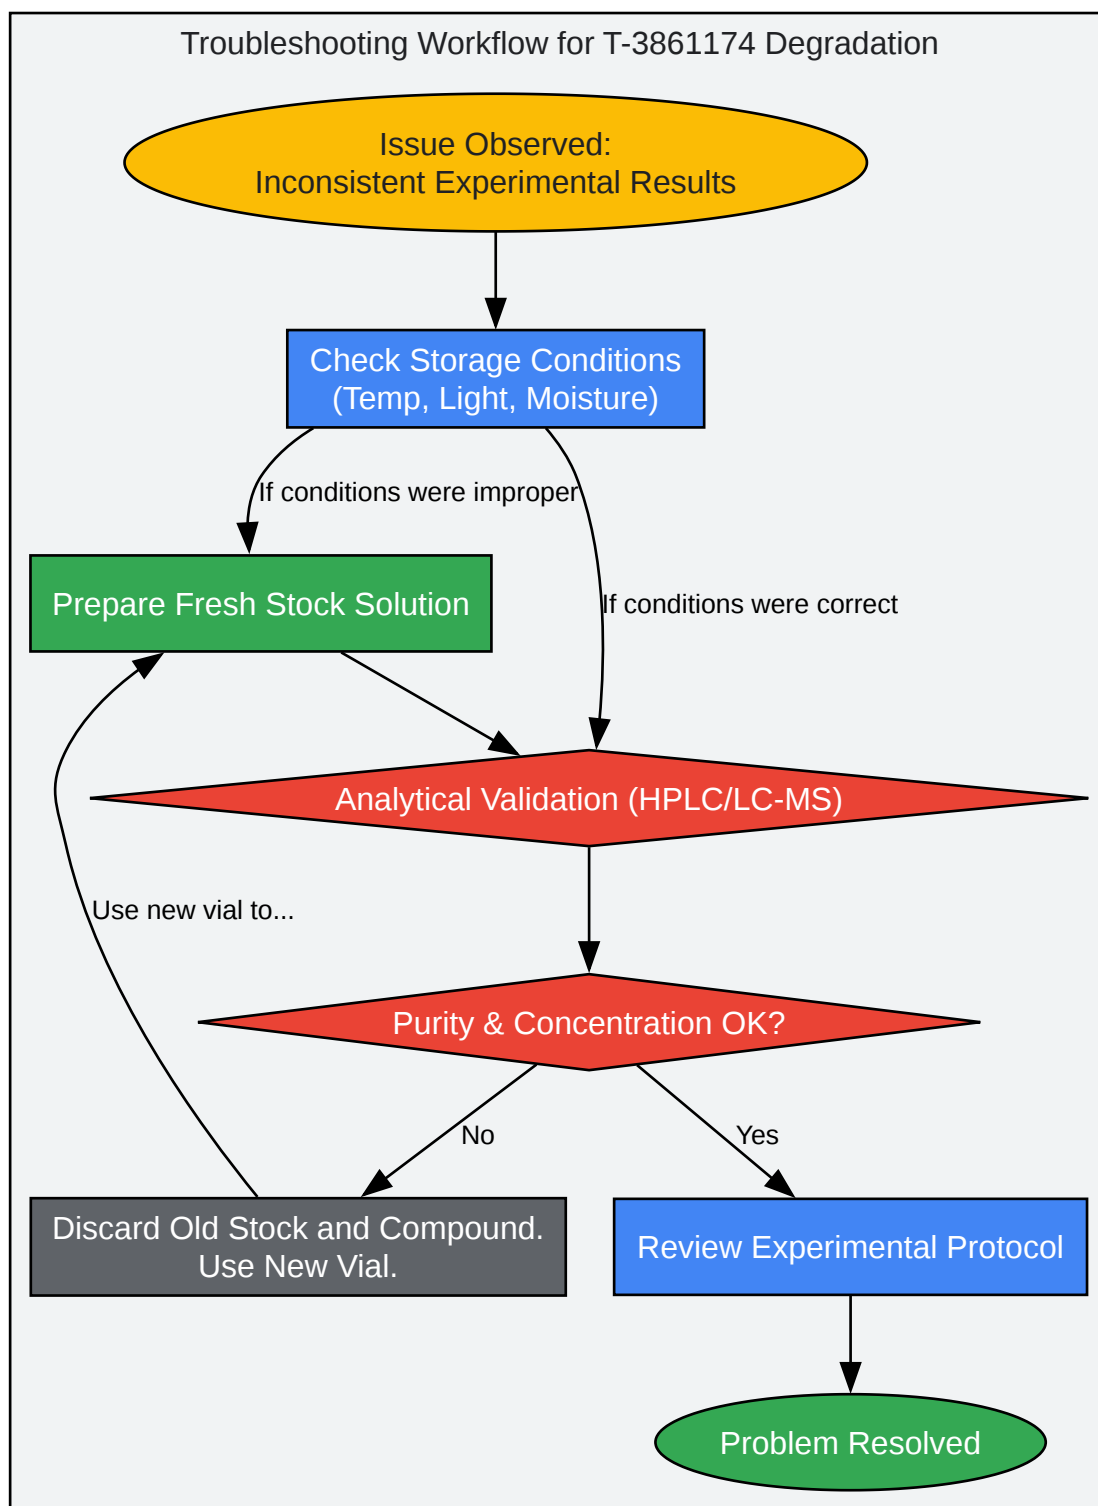 Troubleshooting Workflow for T-3861174 Degradation
Issue Observed:
Inconsistent Experimental Results
Check Storage Conditions
(Temp, Light, Moisture)
If conditions were improper
Prepare Fresh Stock Solution
If conditions were correct
Analytical Validation (HPLC/LC-MS)
Use new vial to...
Purity & Concentration OK?
No
Yes
Discard Old Stock and Compound.
Use New Vial.
Review Experimental Protocol
Problem Resolved